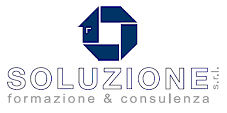 SOLUZIONE s.r.l.
formazione & consulenza